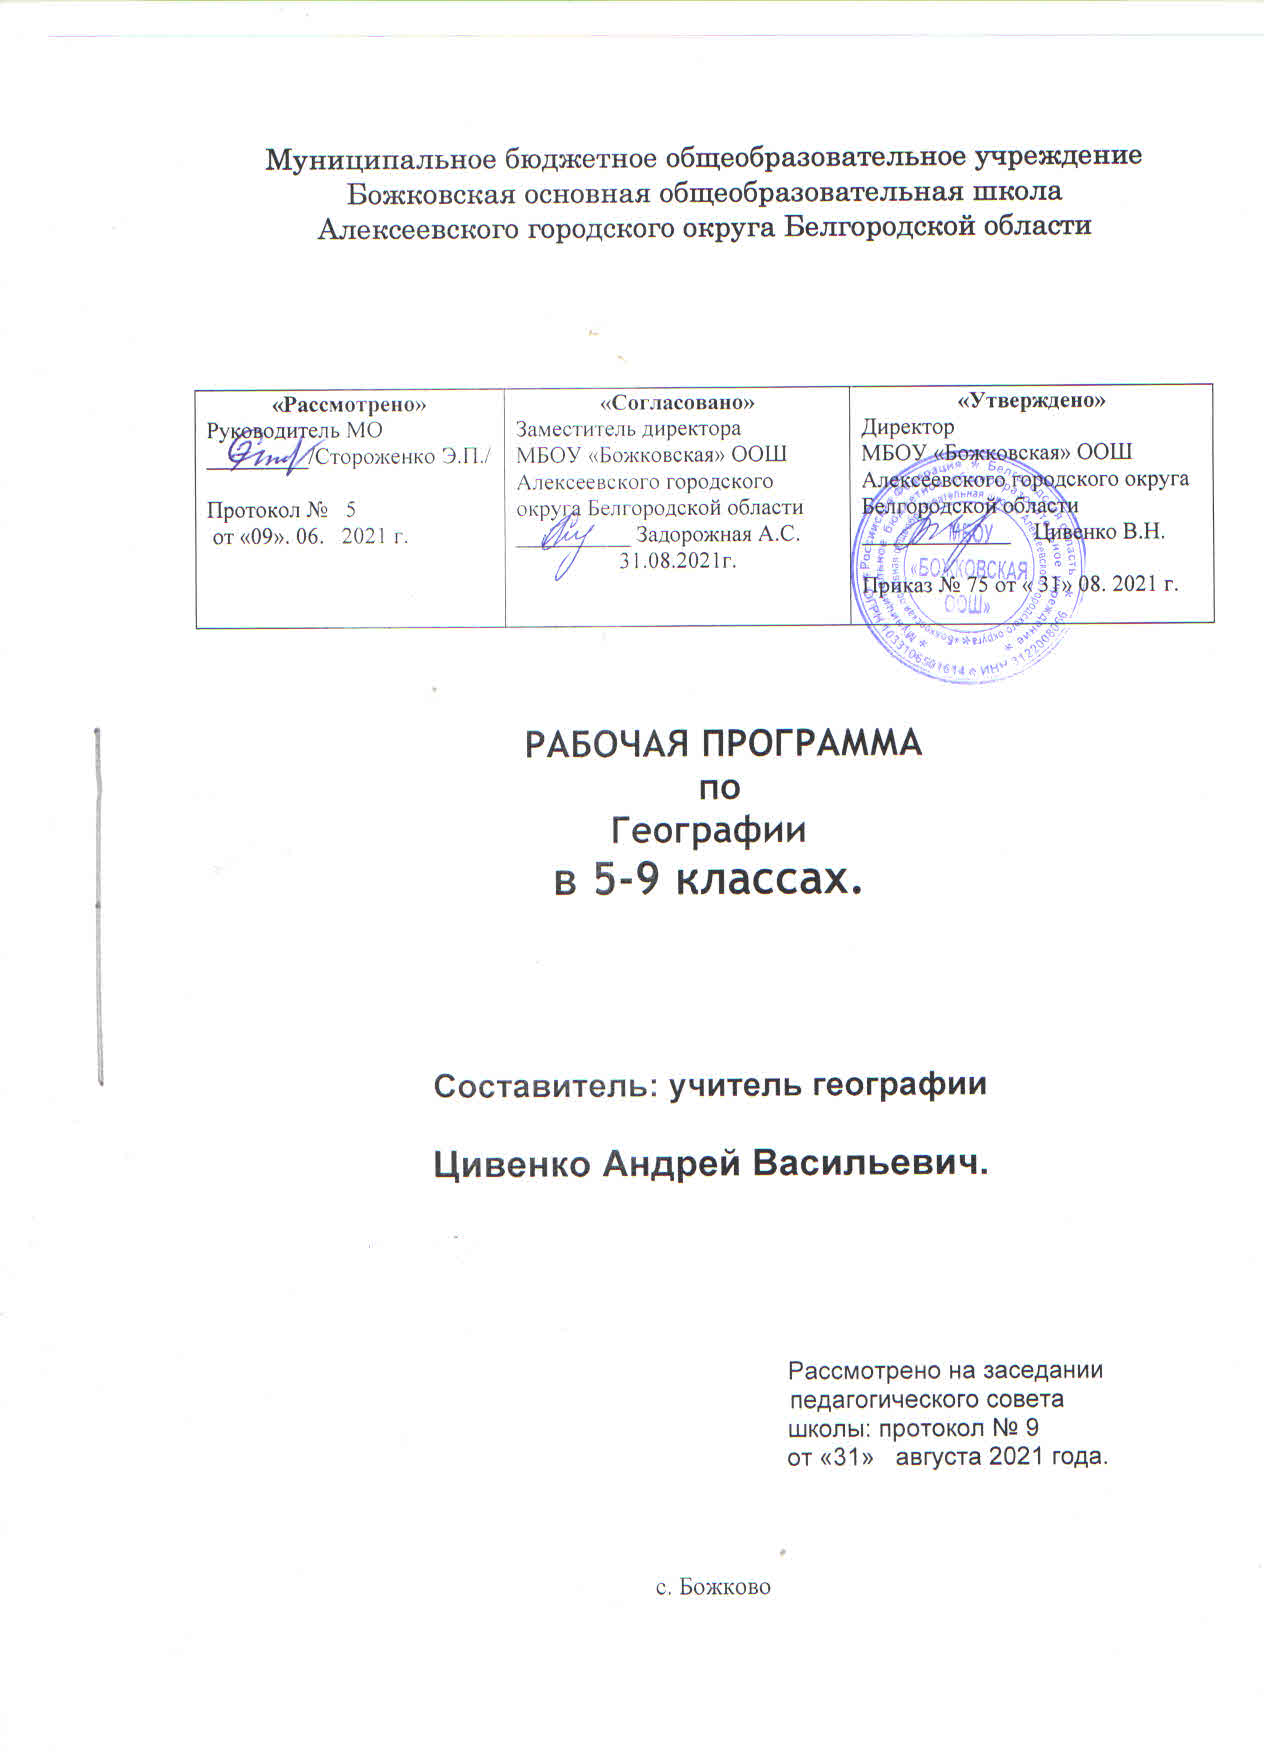 Муниципальное бюджетное общеобразовательное учреждение
Божковская основная общеобразовательная школа
Алексеевского городского округа Белгородской области
«Рассмотрено»
Руководитель МО
/Стороженко Э.П./
Протокол № 5
от «09». 06. 2021 г.
«Согласовано»
Заместитель директора
МБОУ «Божковская» ООШ
Алексеевского городского
округа Белгородской области
Задорожная А.С.
31.08.2021г.
«Утверждено»
Директор
МБОУ «Божковская» ООШ
Алексеевского городского округа
Белгородской области
Цивенко В.Н.
Приказ № 75 от « 31» 08. 2021 г.
МБОУ
«БОЖКОВСКАЯ
ООШ»
РАБОЧАЯ ПРОГРАММА
по
Географии
в 5-9 классах.
Составитель: учитель географии
Цивенко Андрей Васильевич.
Рассмотрено на заседании
педагогического совета
школы: протокол № 9
от «31» августа 2021 года.
с. Божково